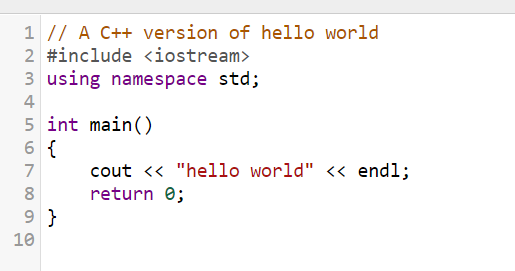 1 // A C++ version of hello world
2 #include <iostream>
3 using namespace std;
4
5 int main()
6 {
7     cout << "hello world" << endl;
8     return 0;
9 }
10